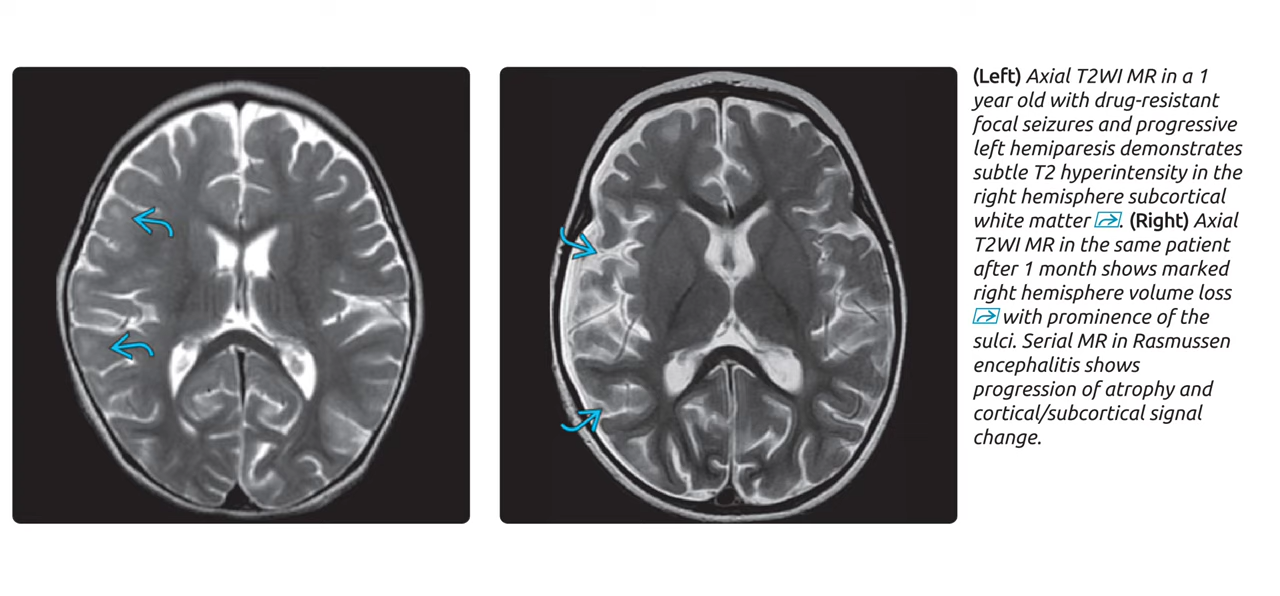 (Left) Axial T2WI MR in a 1
year old with drug-resistant
focal seizures and progressive
left hemiparesis demonstrates
subtle T2 hyperintensity in the
right hemisphere subcortical
white matter. (Right) Axial
T2WI MR in the same patient
after 1 month shows marked
right hemisphere volume loss
with prominence of the
sulci. Serial MR in Rasmussen
encephalitis shows
progression of atrophy and
cortical/subcortical signal
change.